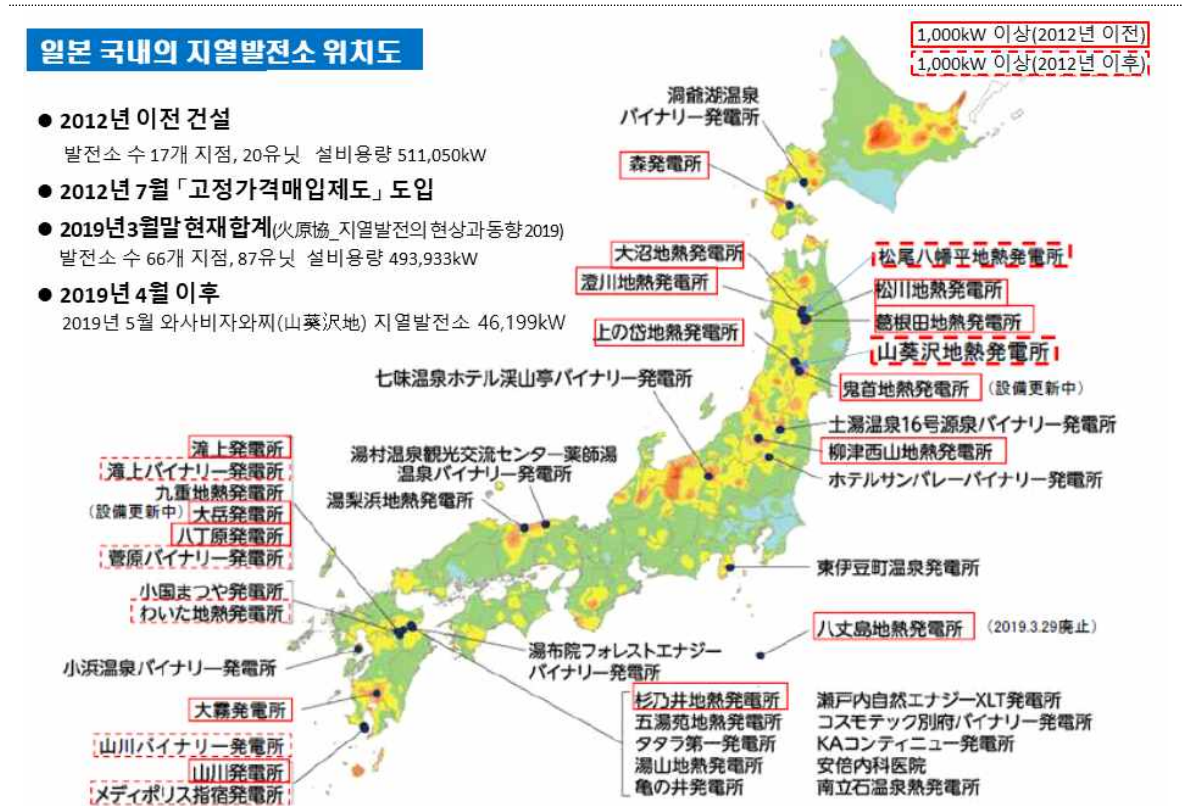 일본 국내의 지열발전소 위치도
1,000kW 이상(2012년 이전)
1,000kW 이상(2012년 이후)
● 2012년 이전 건설
발전소 수 17개 지점, 20유닛 설비용량 511,050kW
● 2012년 7월 「고정가격매입제도」 도입
● 2019년3월말 현재 합계(火原協_지열발전의 현상과 동향 2019)
발전소 수 66개 지점, 87유닛 설비용량 493,933kW
● 2019년 4월 이후
2019년 5월 와사비자와찌(山葵沢地) 지열발전소 46,199kW
洞爺湖温泉
バイナリー発電所
森発電所
大沼地熱発電所
澄川地熱発電所
上の岱地熱発電所
松尾八幡平地熱発電所
松川地熱発電所
葛根田地熱発電所
山葵沢地熱発電所
鬼首地熱発電所 (設備更新中)
七味温泉ホテル渓山亭バイナリー発電所
土湯温泉16号源泉バイナリー発電所
柳津西山地熱発電所
ホテルサンバレーバイナリー発電所
湯村温泉観光交流センター薬師湯
温泉バイナリー発電所
湯梨浜地熱発電所
滝上発電所
滝上バイナリー発電所
九重地熱発電所
(設備更新中) 大岳発電所
八丁原発電所
菅原バイナリー発電所
小国まつや発電所
わいた地熱発電所
小浜温泉バイナリー発電所
大霧発電所
山川バイナリー発電所
山川発電所
メディポリス指宿発電所
東伊豆町温泉発電所
八丈島地熱発電所 (2019.3.29廃止)
湯布院フォレストエナジー
バイナリー発電所
杉乃井地熱発電所
五湯苑地熱発電所
タタラ第一発電所
湯山地熱発電所
亀の井発電所
瀬戸内自然エナジーXLT発電所
コスモテック別府バイナリー発電所
KAコンティニュー発電所
安倍内科医院
南立石温泉熱発電所